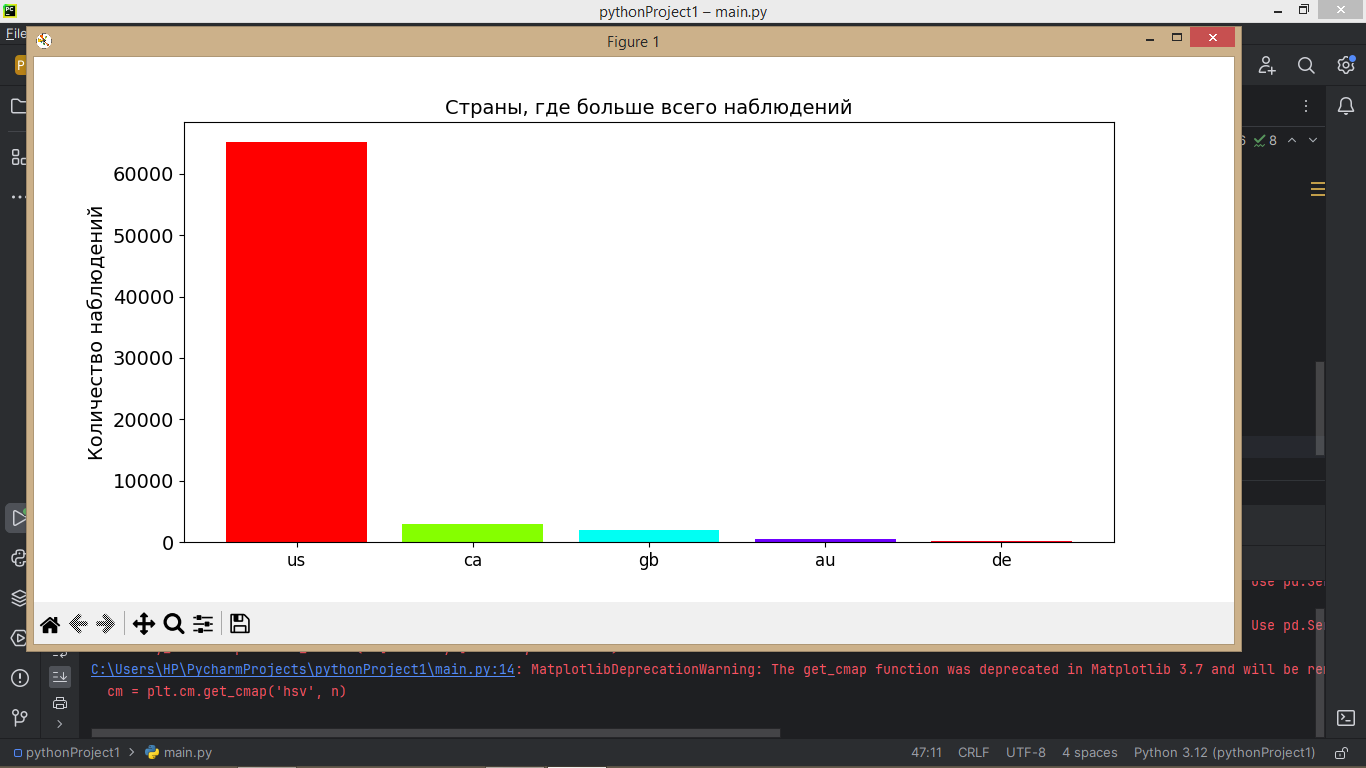 pythonProject1 – main.py
File
Figure 1
P
Страны, где больше всего наблюдений
Количество наблюдений
60000
50000
40000
30000
20000
10000
0
us ca gb au de
8
Use pd.Ser
Use pd.Ser
C:\Users\HP\PycharmProjects\pythonProject1\main.py:14: MatplotlibDeprecationWarning: The get_cmap function was deprecated in Matplotlib 3.7 and will be re
cm = plt.cm.get_cmap('hsv', n)
pythonProject1 > main.py
47:11 CRLF UTF-8 4 spaces Python 3.12 (pythonProject1)